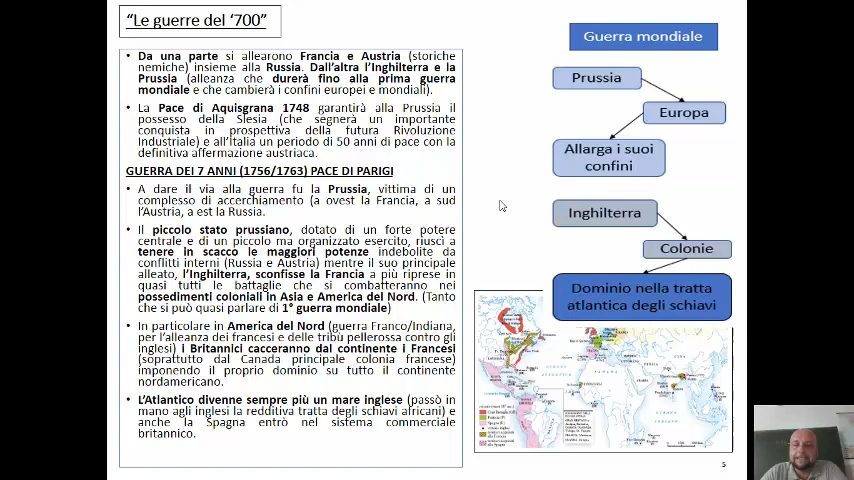 “Le guerre del ‘700”
• Da una parte si allearono Francia e Austria (storiche
nemiche) insieme alla Russia. Dall’altra l’Inghilterra e la
Prussia (alleanza che durerà fino alla prima guerra
mondiale e che cambierà i confini europei e mondiali).
• La Pace di Aquisgrana 1748 garantirà alla Prussia il
possesso della Slesia (che segnerà un importante
conquista in prospettiva della futura Rivoluzione
Industriale) e all’Italia un periodo di 50 anni di pace con la
definitiva affermazione austriaca.
GUERRA DEI 7 ANNI (1756/1763) PACE DI PARIGI
• A dare il via alla guerra fu la Prussia, vittima di un
complesso di accerchiamento (a ovest la Francia, a sud
l’Austria, a est la Russia.
• Il piccolo stato prussiano, dotato di un forte potere
centrale e di un piccolo ma organizzato esercito, riuscì a
tenere in scacco le maggiori potenze indebolite da
conflitti interni (Russia e Austria) mentre il suo principale
alleato, l’Inghilterra, sconfisse la Francia a più riprese in
quasi tutti le battaglie che si combatteranno nei
possedimenti coloniali in Asia e America del Nord. (Tanto
che si può quasi parlare di 1° guerra mondiale)
• In particolare in America del Nord (guerra Franco/Indiana,
per l’alleanza dei francesi e delle tribù pellerossa contro gli
inglesi) i Britannici cacceranno dal continente i Francesi
(soprattutto dal Canada principale colonia francese)
imponendo il proprio dominio su tutto il continente
nordamericano.
• L’Atlantico divenne sempre più un mare inglese (passò in
mano agli inglesi la redditiva tratta degli schiavi africani) e
anche la Spagna entrò nel sistema commerciale
britannico.
Guerra mondiale
Prussia
Europa
Allarga i suoi
confini
Inghilterra
Colonie
Dominio nella tratta
atlantica degli schiavi
5